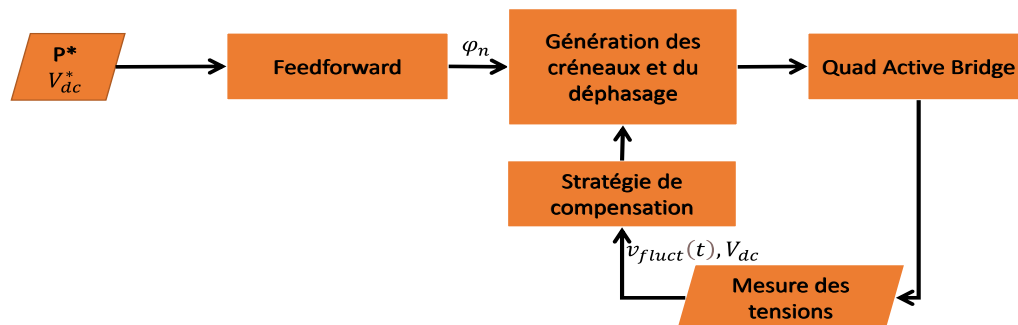 P*
V*dc
Feedforward
φn
Génération des
créneaux et du
déphasage
Quad Active Bridge
Stratégie de
compensation
vfluct(t), Vdc
Mesure des
tensions